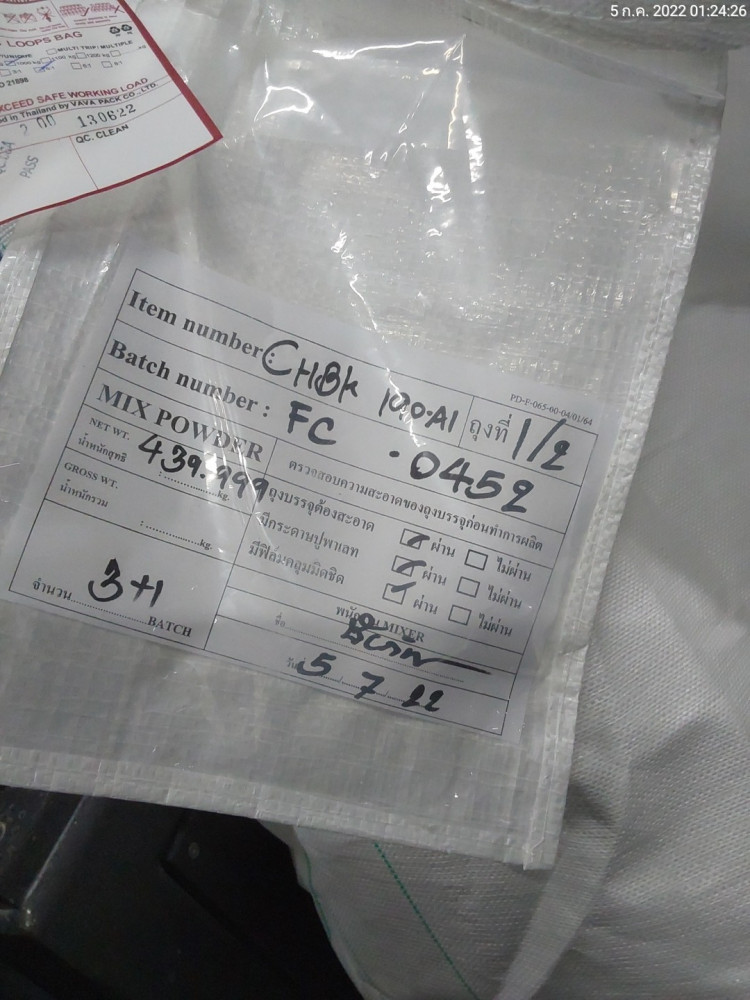 5 ก.ค. 2022 01:24:26
LOOPS BAG
MULTI TRIP/MULTIPLE
EXCEED SAFE WORKING LOAD
in Thailand by VAVA PACK CO., LTD.
130622
PASS
QC. CLEAN
PD-F-065-00-04/01/64
Item number: CHBK 190.A1 ถุงที่ 1/2
Batch number : FC .0452
MIX POWDER
ตรวจสอบความสะอาดของถุงบรรจุก่อนทำการผลิต
NET WT.
น้ำหนักสุทธิ : 439.999 kg.
ถุงบรรจุต้องสะอาด ผ่าน ไม่ผ่าน
GROSS WT.
น้ำหนักรวม : kg.
มีกระดาษปูพาเลท ผ่าน ไม่ผ่าน
มีฟิล์มคลุมมิดชิด ผ่าน ไม่ผ่าน
จำนวน 3+1 BATCH
พนักงาน MIXER
ชื่อ
วันที่ 5 / 7 / 22